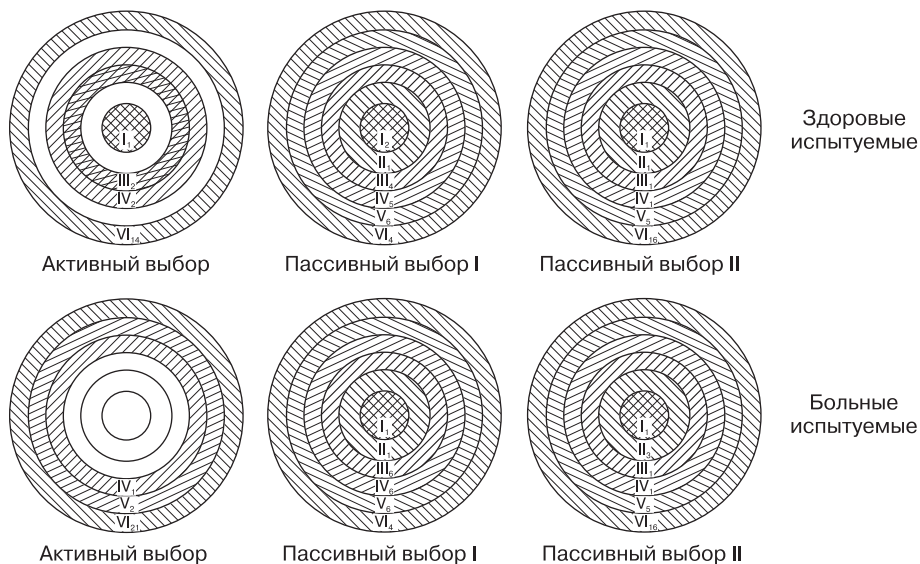 I₁
III₂
IV₂
VI₁₄
Активный выбор
I₂
II₁
III₄
IV₅
V₆
VI₄
Пассивный выбор I
I₁
II₁
III₁
IV₁
V₅
VI₁₆
Пассивный выбор II
Здоровые
испытуемые
IV₁
V₂
VI₂₁
Активный выбор
I₁
II₁
III₆
IV₆
V₆
VI₄
Пассивный выбор I
I₁
II₃
III₁
IV₁
V₅
VI₁₆
Пассивный выбор II
Больные
испытуемые